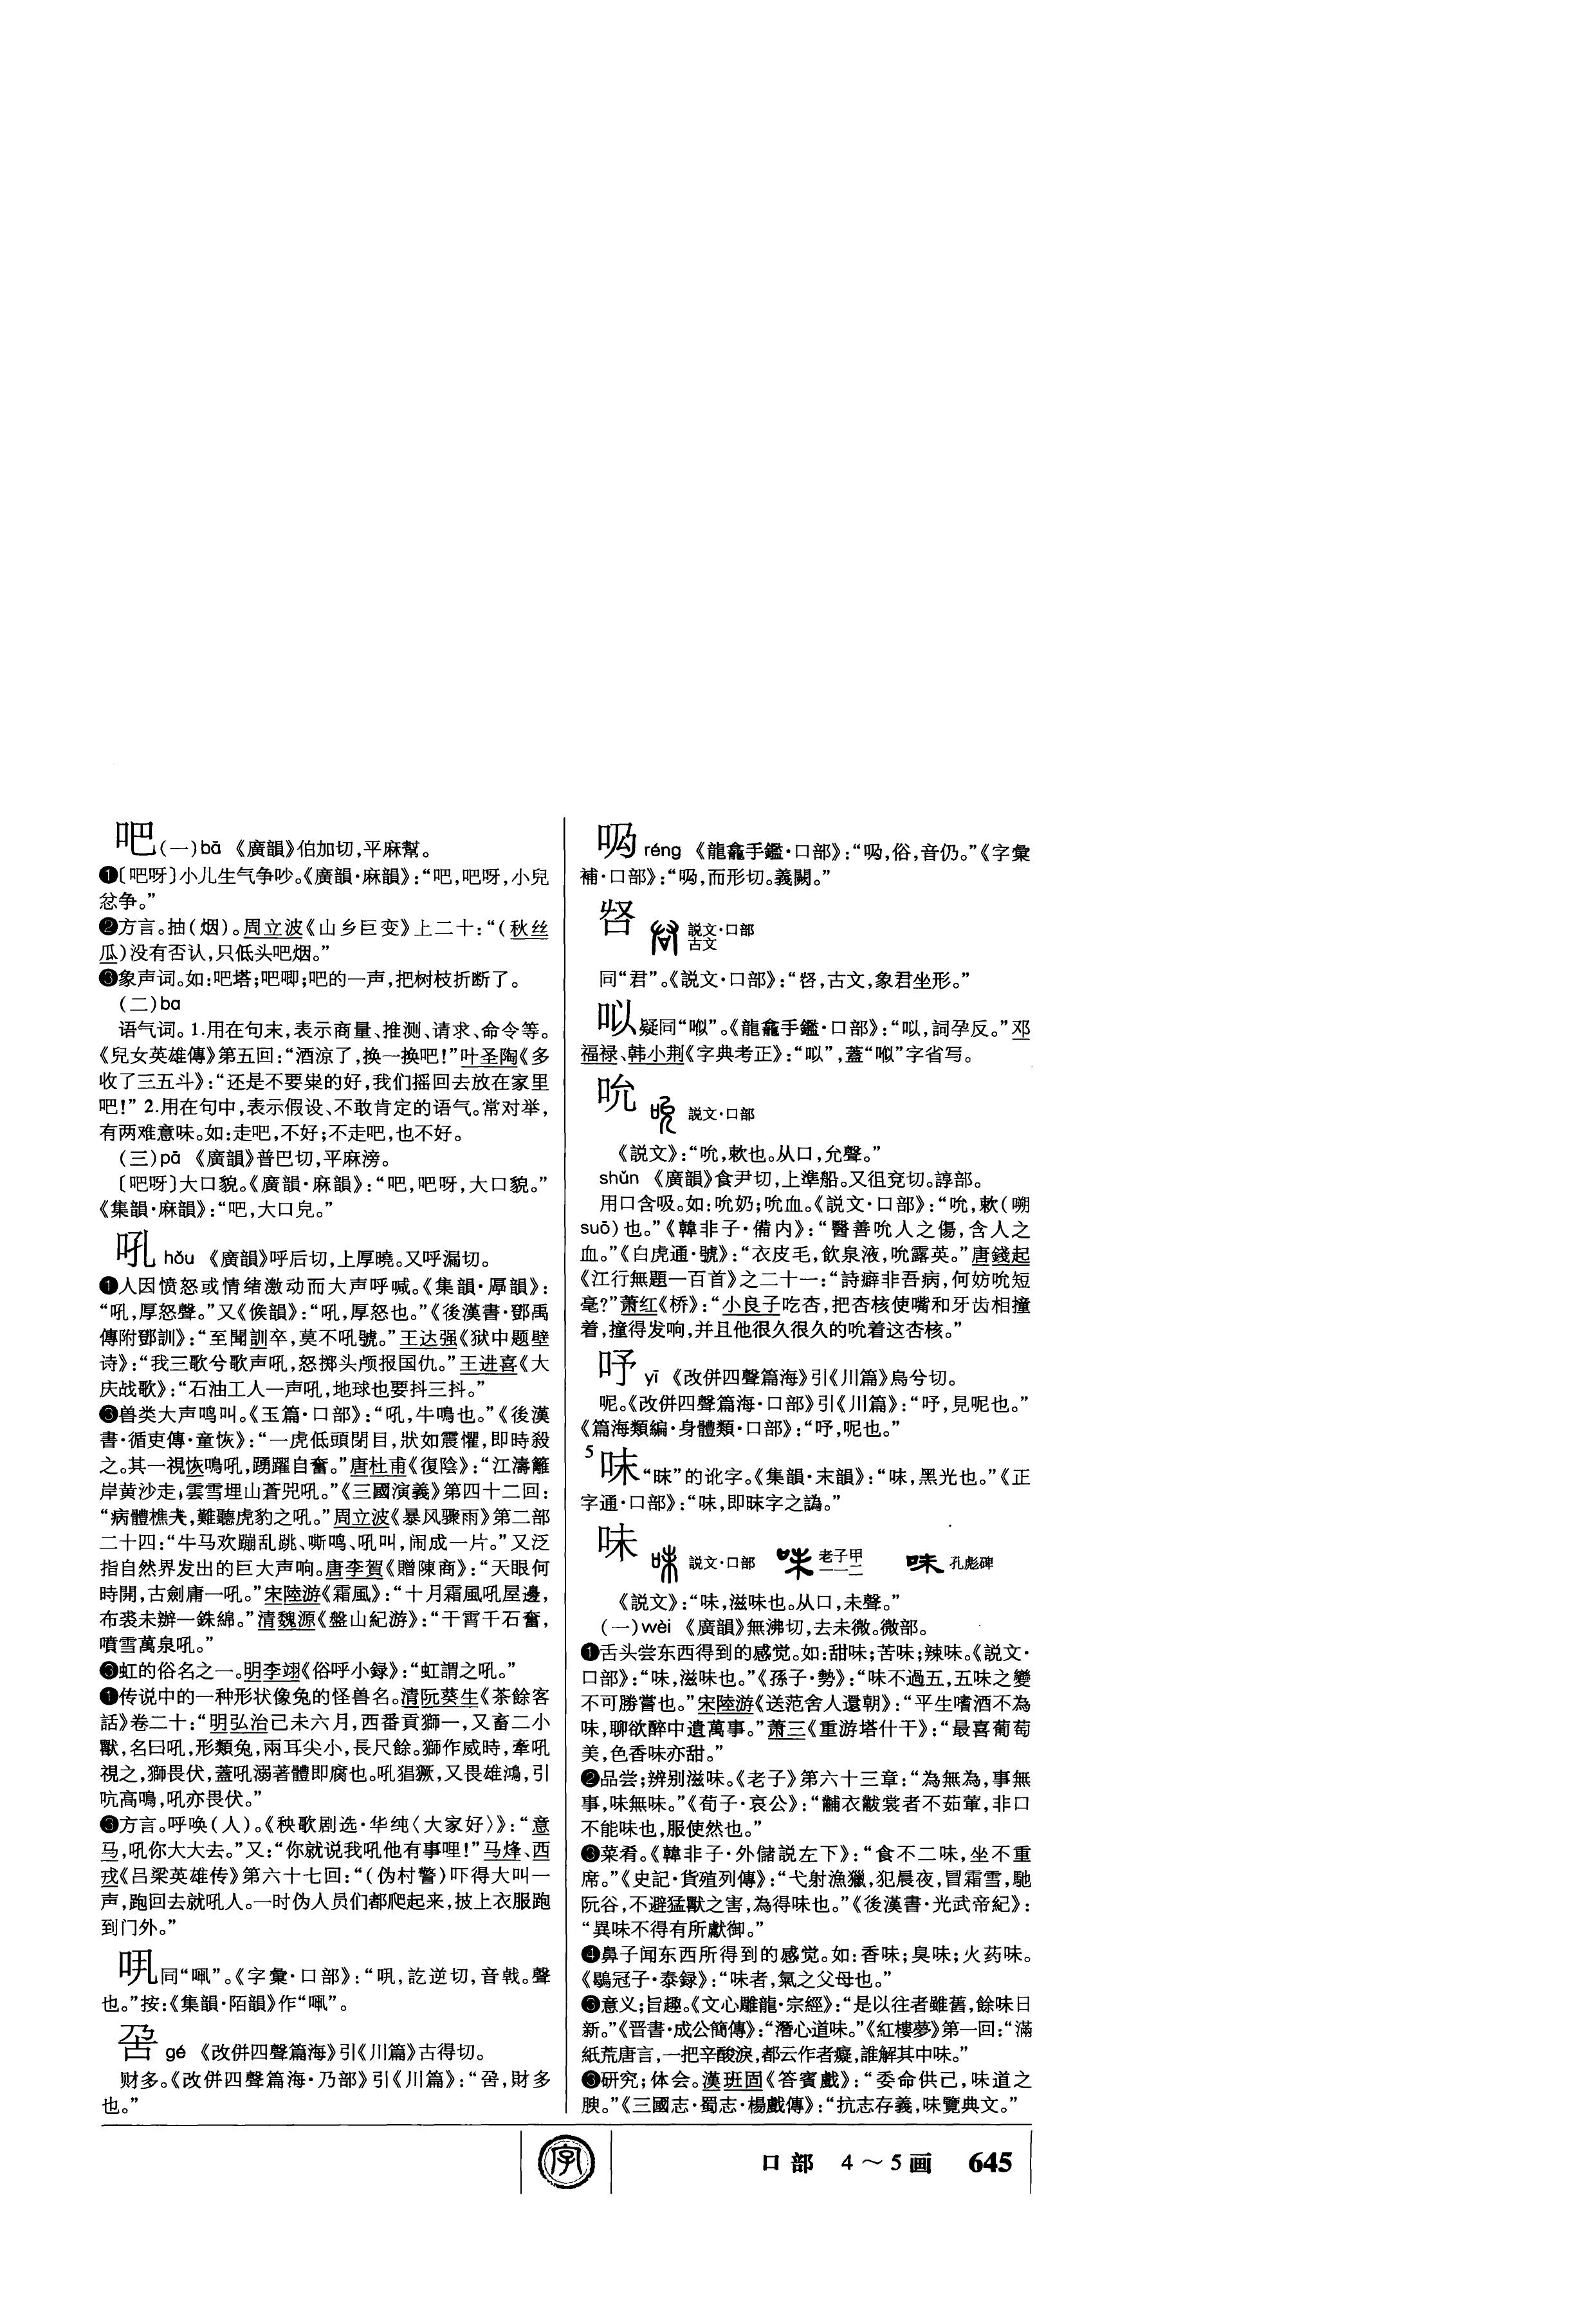 吧(一)bā 《廣韻》伯加切,平麻幫。
❶〔吧呀〕小儿生气争吵。《廣韻·麻韻》:“吧,吧呀,小兒
忿争。”
❷方言。抽(烟)。周立波《山乡巨变》上二十:“(秋丝
瓜)没有否认,只低头吧烟。”
❸象声词。如:吧塔;吧唧;吧的一声,把树枝折断了。
(二)ba
语气词。1.用在句末,表示商量、推测、请求、命令等。
《兒女英雄傳》第五回:“酒涼了,换一换吧!”叶圣陶《多
收了三五斗》:“还是不要粜的好,我们摇回去放在家里
吧!” 2.用在句中,表示假设、不敢肯定的语气。常对举,
有两难意味。如:走吧,不好;不走吧,也不好。
(三)pā 《廣韻》普巴切,平麻滂。
〔吧呀〕大口貌。《廣韻·麻韻》:“吧,吧呀,大口貌。”
《集韻·麻韻》:“吧,大口皃。”
吼 hǒu 《廣韻》呼后切,上厚曉。又呼漏切。
❶人因愤怒或情绪激动而大声呼喊。《集韻·厚韻》:
“吼,厚怒聲。”又《候韻》:“吼,厚怒也。”《後漢書·鄧禹
傳附鄧訓》:“至聞訓卒,莫不吼號。”王达强《狱中题壁
诗》:“我三歌兮歌声吼,怒掷头颅报国仇。”王进喜《大
庆战歌》:“石油工人一声吼,地球也要抖三抖。”
❸兽类大声鸣叫。《玉篇·口部》:“吼,牛鳴也。”《後漢
書·循吏傳·童恢》:“一虎低頭閉目,狀如震懼,即時殺
之。其一視恢鳴吼,踴躍自奮。”唐杜甫《復陰》:“江濤簸
岸黄沙走,雲雪埋山蒼兕吼。”《三國演義》第四十二回:
“病體樵夫,難聽虎豹之吼。”周立波《暴风骤雨》第二部
二十四:“牛马欢蹦乱跳、嘶鸣、吼叫,闹成一片。”又泛
指自然界发出的巨大声响。唐李賀《贈陳商》:“天眼何
時開,古劍庸一吼。”宋陸游《霜風》:“十月霜風吼屋邊,
布裘未辦一銖綿。”清魏源《盤山紀游》:“干霄千石奮,
噴雪萬泉吼。”
❸虹的俗名之一。明李翊《俗呼小録》:“虹謂之吼。”
❶传说中的一种形状像兔的怪兽名。清阮葵生《茶餘客
話》卷二十:“明弘治己未六月,西番貢獅一,又畜二小
獸,名曰吼,形類兔,兩耳尖小,長尺餘。獅作威時,牽吼
視之,獅畏伏,蓋吼溺著體即腐也。吼猖獗,又畏雄鴻,引
吭高鳴,吼亦畏伏。”
❸方言。呼唤(人)。《秧歌剧选·华纯〈大家好〉》:“意
马,吼你大大去。”又:“你就说我吼他有事哩!”马烽、西
戎《吕梁英雄传》第六十七回:“(伪村警)吓得大叫一
声,跑回去就吼人。一时伪人员们都爬起来,披上衣服跑
到门外。”
同“㖸”。《字彙·口部》:“,訖逆切,音戟。聲
也。”按:《集韻·陌韻》作“㖸”。
gé 《改併四聲篇海》引《川篇》古得切。
财多。《改併四聲篇海·乃部》引《川篇》:“,財多
也。”
réng 《龍龕手鑑·口部》:“,俗,音仍。”《字彙
補·口部》:“,而形切。義闕。”
説文·口部
古文
同“君”。《説文·口部》:“,古文,象君坐形。”
疑同“”。《龍龕手鑑·口部》:“,詞孕反。”邓
福禄、韩小荆《字典考正》:“”,蓋“”字省写。
吮 説文·口部
《説文》:“吮,欶也。从口,允聲。”
shǔn 《廣韻》食尹切,上準船。又徂兖切。諄部。
用口含吸。如:吮奶;吮血。《説文·口部》:“吮,欶(嗍
suō)也。”《韓非子·備内》:“醫善吮人之傷,含人之
血。”《白虎通·號》:“衣皮毛,飲泉液,吮露英。”唐錢起
《江行無題一百首》之二十一:“詩癖非吾病,何妨吮短
毫?”萧红《桥》:“小良子吃杏,把杏核使嘴和牙齿相撞
着,撞得发响,并且他很久很久的吮着这杏核。”
yī 《改併四聲篇海》引《川篇》烏兮切。
呢。《改併四聲篇海·口部》引《川篇》:“,見呢也。”
《篇海類編·身體類·口部》:“,呢也。”
5 “眜”的讹字。《集韻·末韻》:“,黑光也。”《正
字通·口部》:“,即眜字之譌。”
味 説文·口部 老子甲一一二 孔彪碑
《説文》:“味,滋味也。从口,未聲。”
(一)wèi 《廣韻》無沸切,去未微。微部。
❶舌头尝东西得到的感觉。如:甜味;苦味;辣味。《説文·
口部》:“味,滋味也。”《孫子·勢》:“味不過五,五味之變
不可勝嘗也。”宋陸游《送范舍人還朝》:“平生嗜酒不為
味,聊欲醉中遺萬事。”萧三《重游塔什干》:“最喜葡萄
美,色香味亦甜。”
❷品尝;辨别滋味。《老子》第六十三章:“為無為,事無
事,味無味。”《荀子·哀公》:“黼衣黻裳者不茹葷,非口
不能味也,服使然也。”
❸菜肴。《韓非子·外儲説左下》:“食不二味,坐不重
席。”《史記·貨殖列傳》:“弋射漁獵,犯晨夜,冒霜雪,馳
阬谷,不避猛獸之害,為得味也。”《後漢書·光武帝紀》:
“異味不得有所獻御。”
❹鼻子闻东西所得到的感觉。如:香味;臭味;火药味。
《鶡冠子·泰録》:“味者,氣之父母也。”
❸意义;旨趣。《文心雕龍·宗經》:“是以往者雖舊,餘味日
新。”《晋書·成公簡傳》:“潛心道味。”《紅樓夢》第一回:“滿
紙荒唐言,一把辛酸淚,都云作者癡,誰解其中味。”
❸研究;体会。漢班固《答賓戲》:“委命供己,味道之
腴。”《三國志·蜀志·楊戲傳》:“抗志存義,味覽典文。”
字
口部 4～5画 645